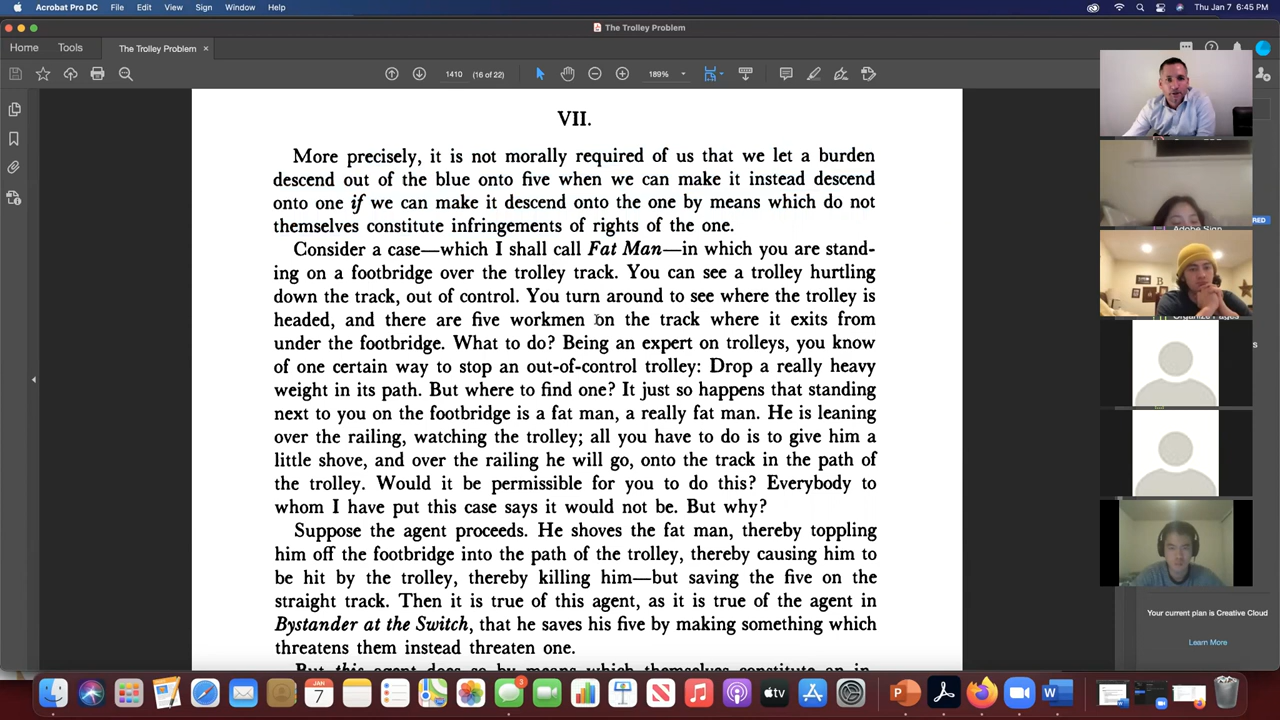 Acrobat Pro DC File Edit View Sign Window Help Thu Jan 7 6:45 PM
The Trolley Problem
Home Tools The Trolley Problem ×
1410 (16 of 22) 189%
VII.
More precisely, it is not morally required of us that we let a burden
descend out of the blue onto five when we can make it instead descend
onto one if we can make it descend onto the one by means which do not
themselves constitute infringements of rights of the one.
Consider a case—which I shall call Fat Man—in which you are stand-
ing on a footbridge over the trolley track. You can see a trolley hurtling
down the track, out of control. You turn around to see where the trolley is
headed, and there are five workmen on the track where it exits from
under the footbridge. What to do? Being an expert on trolleys, you know
of one certain way to stop an out-of-control trolley: Drop a really heavy
weight in its path. But where to find one? It just so happens that standing
next to you on the footbridge is a fat man, a really fat man. He is leaning
over the railing, watching the trolley; all you have to do is to give him a
little shove, and over the railing he will go, onto the track in the path of
the trolley. Would it be permissible for you to do this? Everybody to
whom I have put this case says it would not be. But why?
Suppose the agent proceeds. He shoves the fat man, thereby toppling
him off the footbridge into the path of the trolley, thereby causing him to
be hit by the trolley, thereby killing him—but saving the five on the
straight track. Then it is true of this agent, as it is true of the agent in
Bystander at the Switch, that he saves his five by making something which
threatens them instead threaten one.
But this agent does so by means which themselves constitute an in-
Adobe Sign
Your current plan is Creative Cloud
Learn More
JAN
7
3